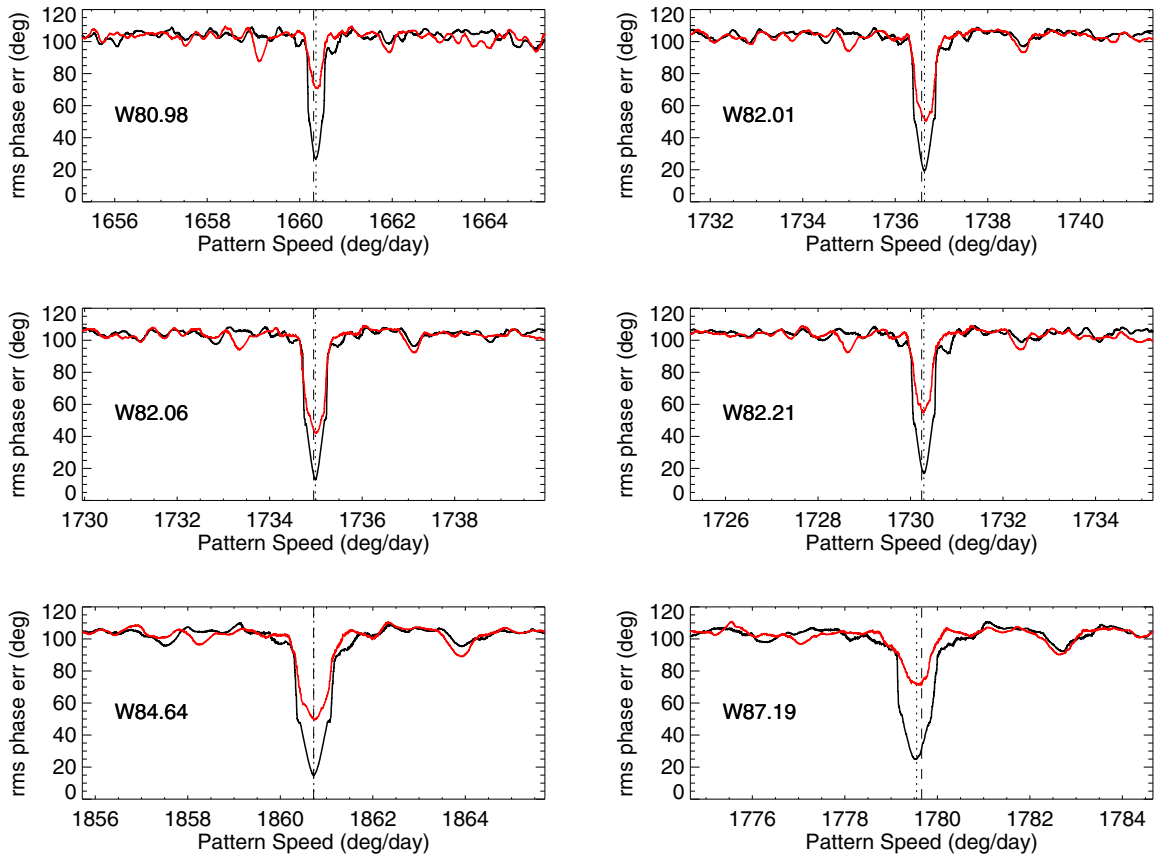 120
100
80
60
40
20
0
rms phase err (deg)
W80.98
1656 1658 1660 1662 1664
Pattern Speed (deg/day)
120
100
80
60
40
20
0
rms phase err (deg)
W82.01
1732 1734 1736 1738 1740
Pattern Speed (deg/day)
120
100
80
60
40
20
0
rms phase err (deg)
W82.06
1730 1732 1734 1736 1738
Pattern Speed (deg/day)
120
100
80
60
40
20
0
rms phase err (deg)
W82.21
1726 1728 1730 1732 1734
Pattern Speed (deg/day)
120
100
80
60
40
20
0
rms phase err (deg)
W84.64
1856 1858 1860 1862 1864
Pattern Speed (deg/day)
120
100
80
60
40
20
0
rms phase err (deg)
W87.19
1776 1778 1780 1782 1784
Pattern Speed (deg/day)